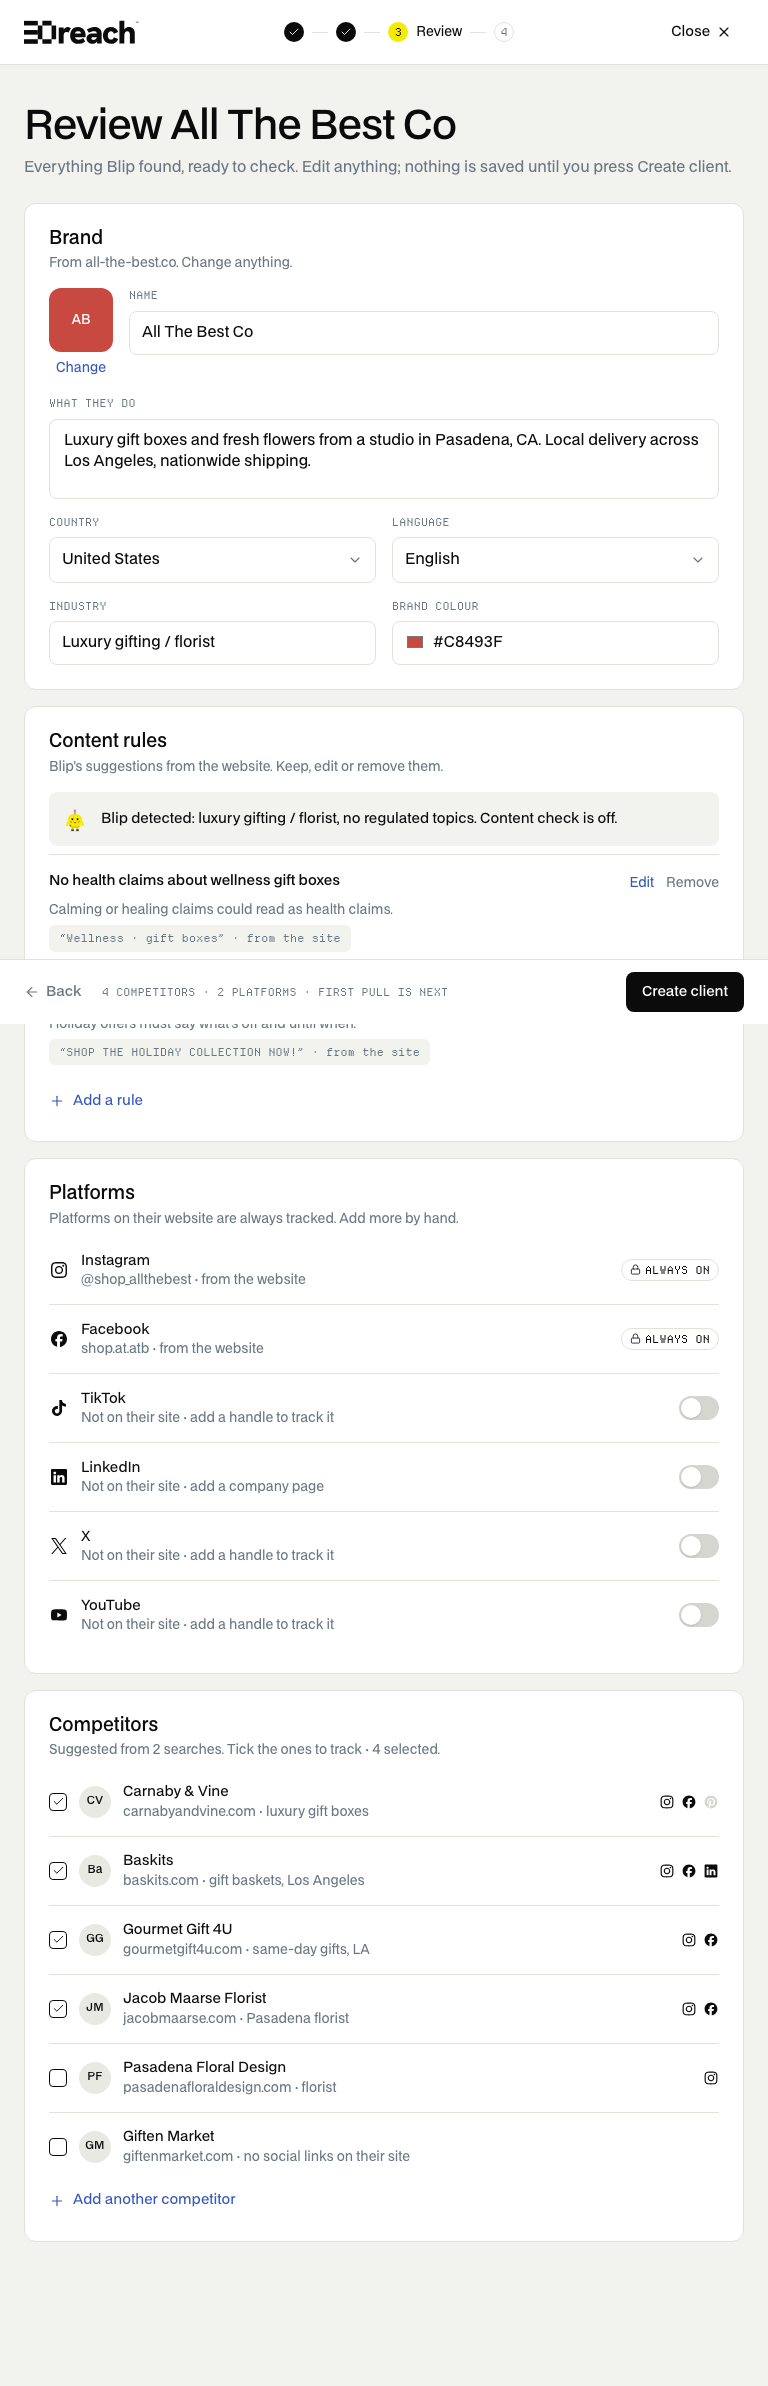 reach
3 Review
4
Close
Review All The Best Co
Everything Blip found, ready to check. Edit anything; nothing is saved until you press Create client.
Brand
From all-the-best.co. Change anything.
AB
Change
NAME
All The Best Co
WHAT THEY DO
Luxury gift boxes and fresh flowers from a studio in Pasadena, CA. Local delivery across
Los Angeles, nationwide shipping.
COUNTRY
United States
LANGUAGE
English
INDUSTRY
Luxury gifting / florist
BRAND COLOUR
#C8493F
Content rules
Blip's suggestions from the website. Keep, edit or remove them.
Blip detected: luxury gifting / florist, no regulated topics. Content check is off.
No health claims about wellness gift boxes
Edit Remove
Calming or healing claims could read as health claims.
“Wellness · gift boxes” · from the site
Back
4 COMPETITORS · 2 PLATFORMS · FIRST PULL IS NEXT
Create client
Holiday offers must say what's off and until when.
“SHOP THE HOLIDAY COLLECTION NOW!” · from the site
+ Add a rule
Platforms
Platforms on their website are always tracked. Add more by hand.
Instagram
@shop_allthebest · from the website
ALWAYS ON
Facebook
shop.at.atb · from the website
ALWAYS ON
TikTok
Not on their site · add a handle to track it
LinkedIn
Not on their site · add a company page
X
Not on their site · add a handle to track it
YouTube
Not on their site · add a handle to track it
Competitors
Suggested from 2 searches. Tick the ones to track · 4 selected.
CV
Carnaby & Vine
carnabyandvine.com · luxury gift boxes
Ba
Baskits
baskits.com · gift baskets, Los Angeles
GG
Gourmet Gift 4U
gourmetgift4u.com · same-day gifts, LA
JM
Jacob Maarse Florist
jacobmaarse.com · Pasadena florist
PF
Pasadena Floral Design
pasadenafloraldesign.com · florist
GM
Giften Market
giftenmarket.com · no social links on their site
+ Add another competitor